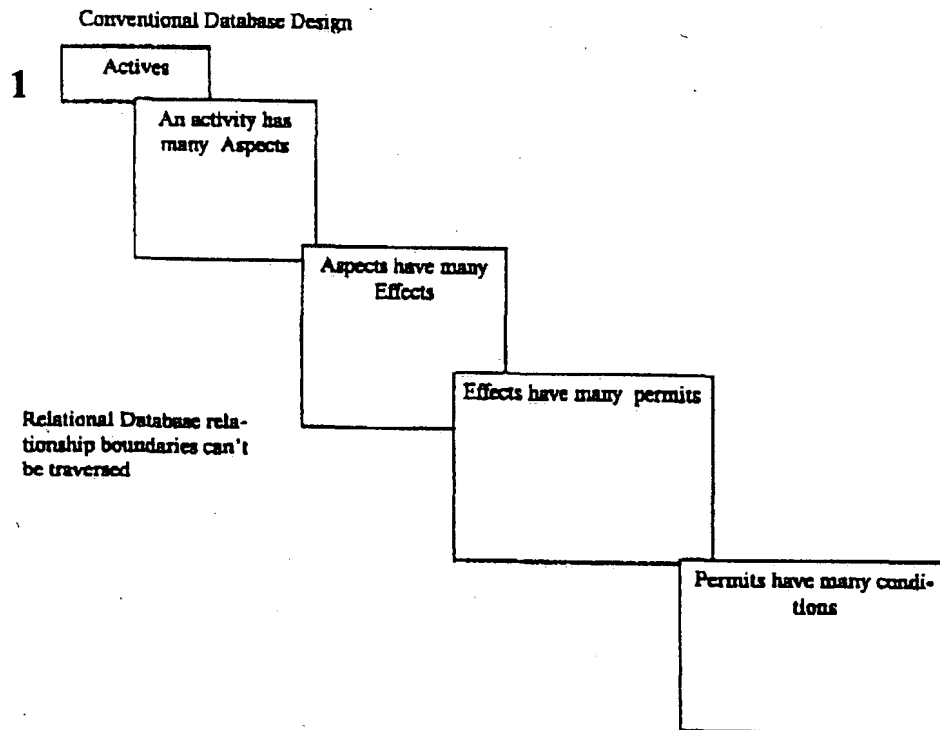 Conventional Database Design
1
Actives
An activity has
many Aspects
Aspects have many
Effects
Effects have many permits
Relational Database rela-
tionship boundaries can't
be traversed
Permits have many condi-
tions